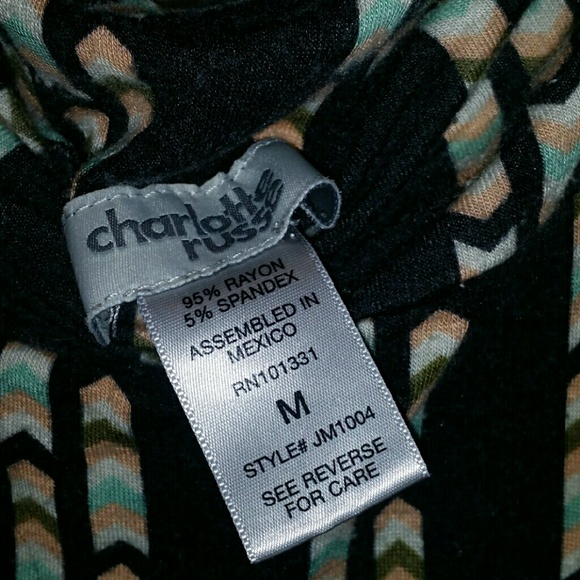 charlotte
russe
95% RAYON
5% SPANDEX
ASSEMBLED IN
MEXICO
RN101331
M
STYLE# JM1004
SEE REVERSE
FOR CARE